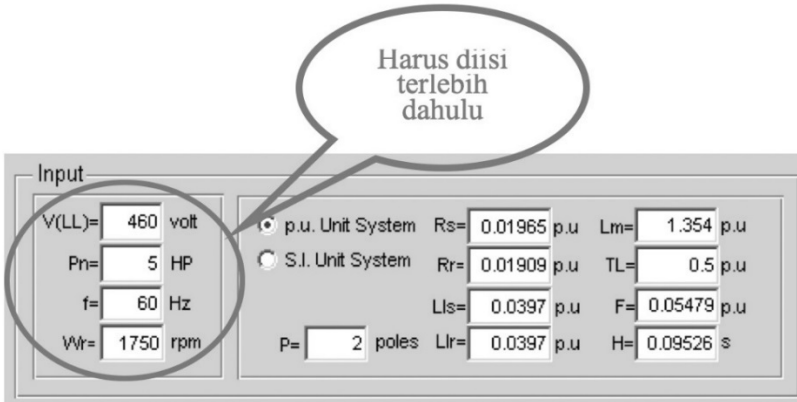 Harus diisi
terlebih
dahulu
Input
V(LL)= 460 volt
Pn= 5 HP
f= 60 Hz
Wr= 1750 rpm
p.u. Unit System
S.I. Unit System
P= 2 poles
Rs= 0.01965 p.u
Rr= 0.01909 p.u
Lls= 0.0397 p.u
Llr= 0.0397 p.u
Lm= 1.354 p.u
TL= 0.5 p.u
F= 0.05479 p.u
H= 0.09526 s